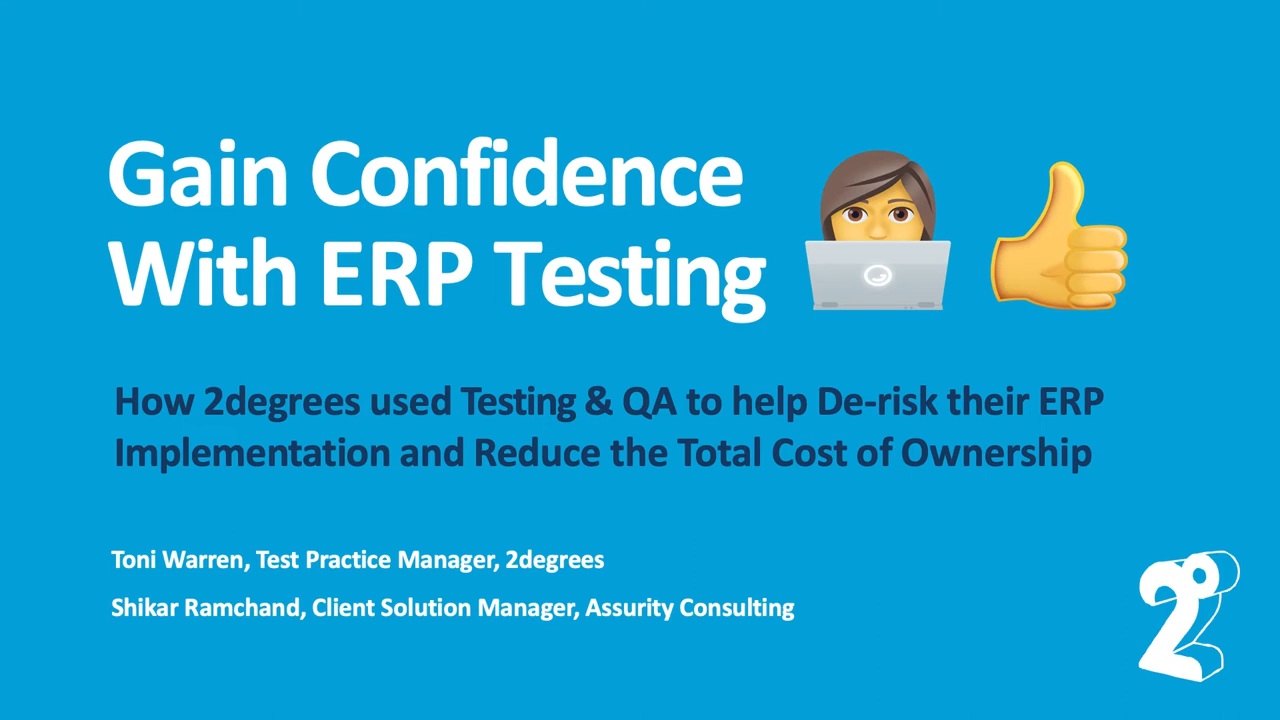 Gain Confidence
With ERP Testing
How 2degrees used Testing & QA to help De-risk their ERP
Implementation and Reduce the Total Cost of Ownership
Toni Warren, Test Practice Manager, 2degrees
Shikar Ramchand, Client Solution Manager, Assurity Consulting
2°